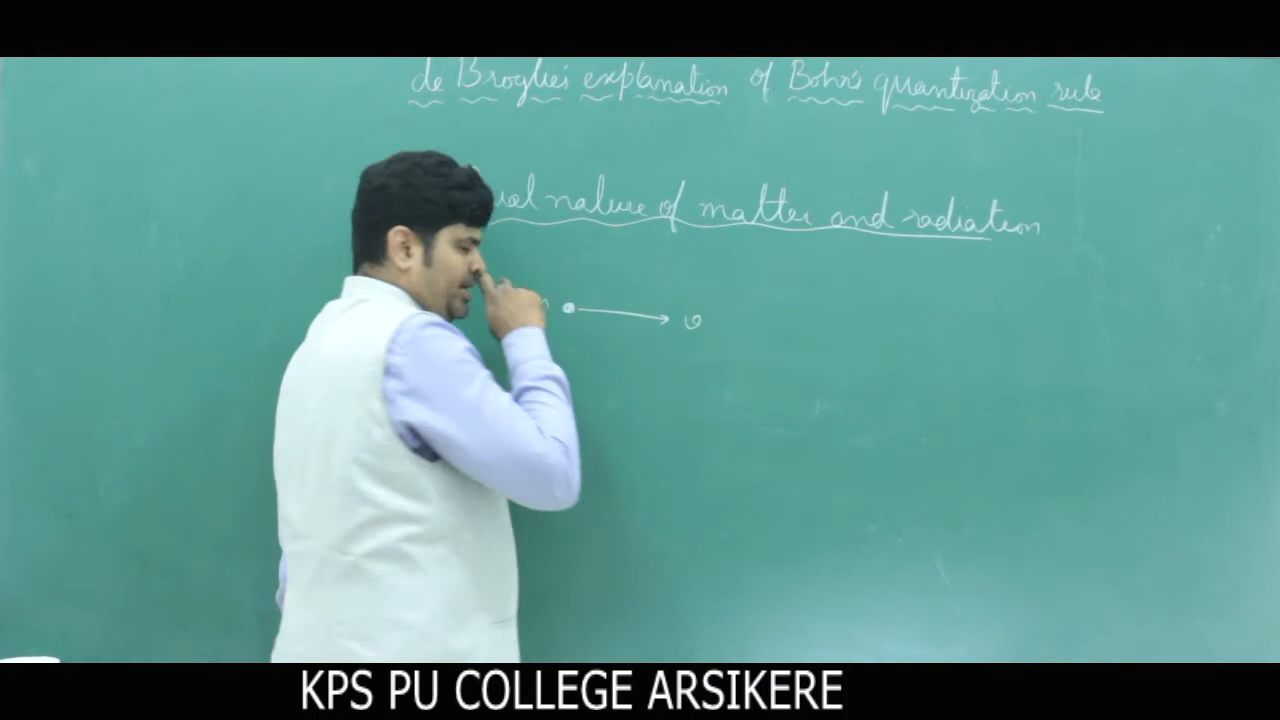 de Broglie's explanation of Bohr's quantization rule
nature of matter and radiation
v
KPS PU COLLEGE ARSIKERE